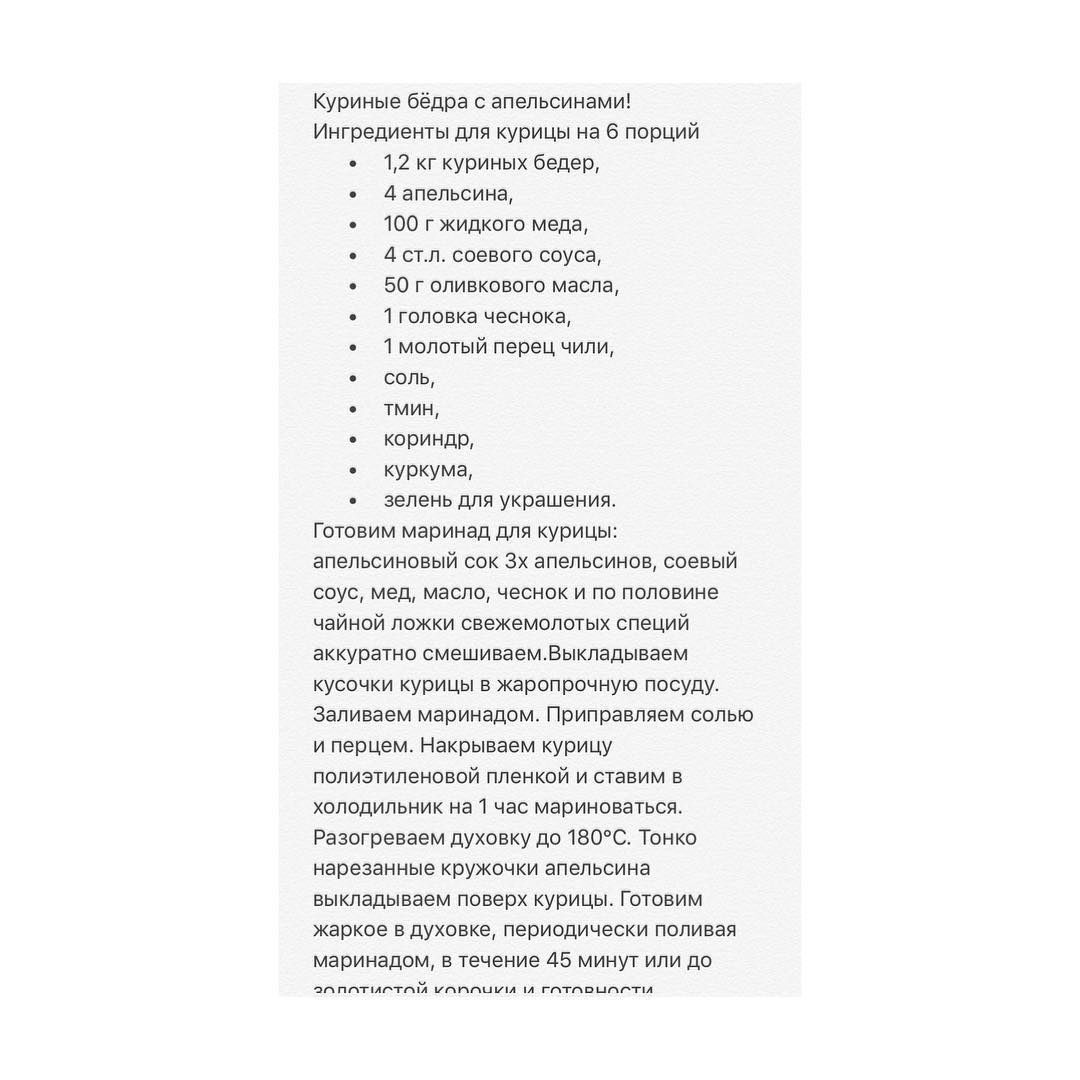 Куриные бёдра с апельсинами!
Ингредиенты для курицы на 6 порций
• 1,2 кг куриных бедер,
• 4 апельсина,
• 100 г жидкого меда,
• 4 ст.л. соевого соуса,
• 50 г оливкового масла,
• 1 головка чеснока,
• 1 молотый перец чили,
• соль,
• тмин,
• кориндр,
• куркума,
• зелень для украшения.
Готовим маринад для курицы:
апельсиновый сок 3х апельсинов, соевый
соус, мед, масло, чеснок и по половине
чайной ложки свежемолотых специй
аккуратно смешиваем.Выкладываем
кусочки курицы в жаропрочную посуду.
Заливаем маринадом. Приправляем солью
и перцем. Накрываем курицу
полиэтиленовой пленкой и ставим в
холодильник на 1 час мариноваться.
Разогреваем духовку до 180°C. Тонко
нарезанные кружочки апельсина
выкладываем поверх курицы. Готовим
жаркое в духовке, периодически поливая
маринадом, в течение 45 минут или до
золотистой корочки и готовности